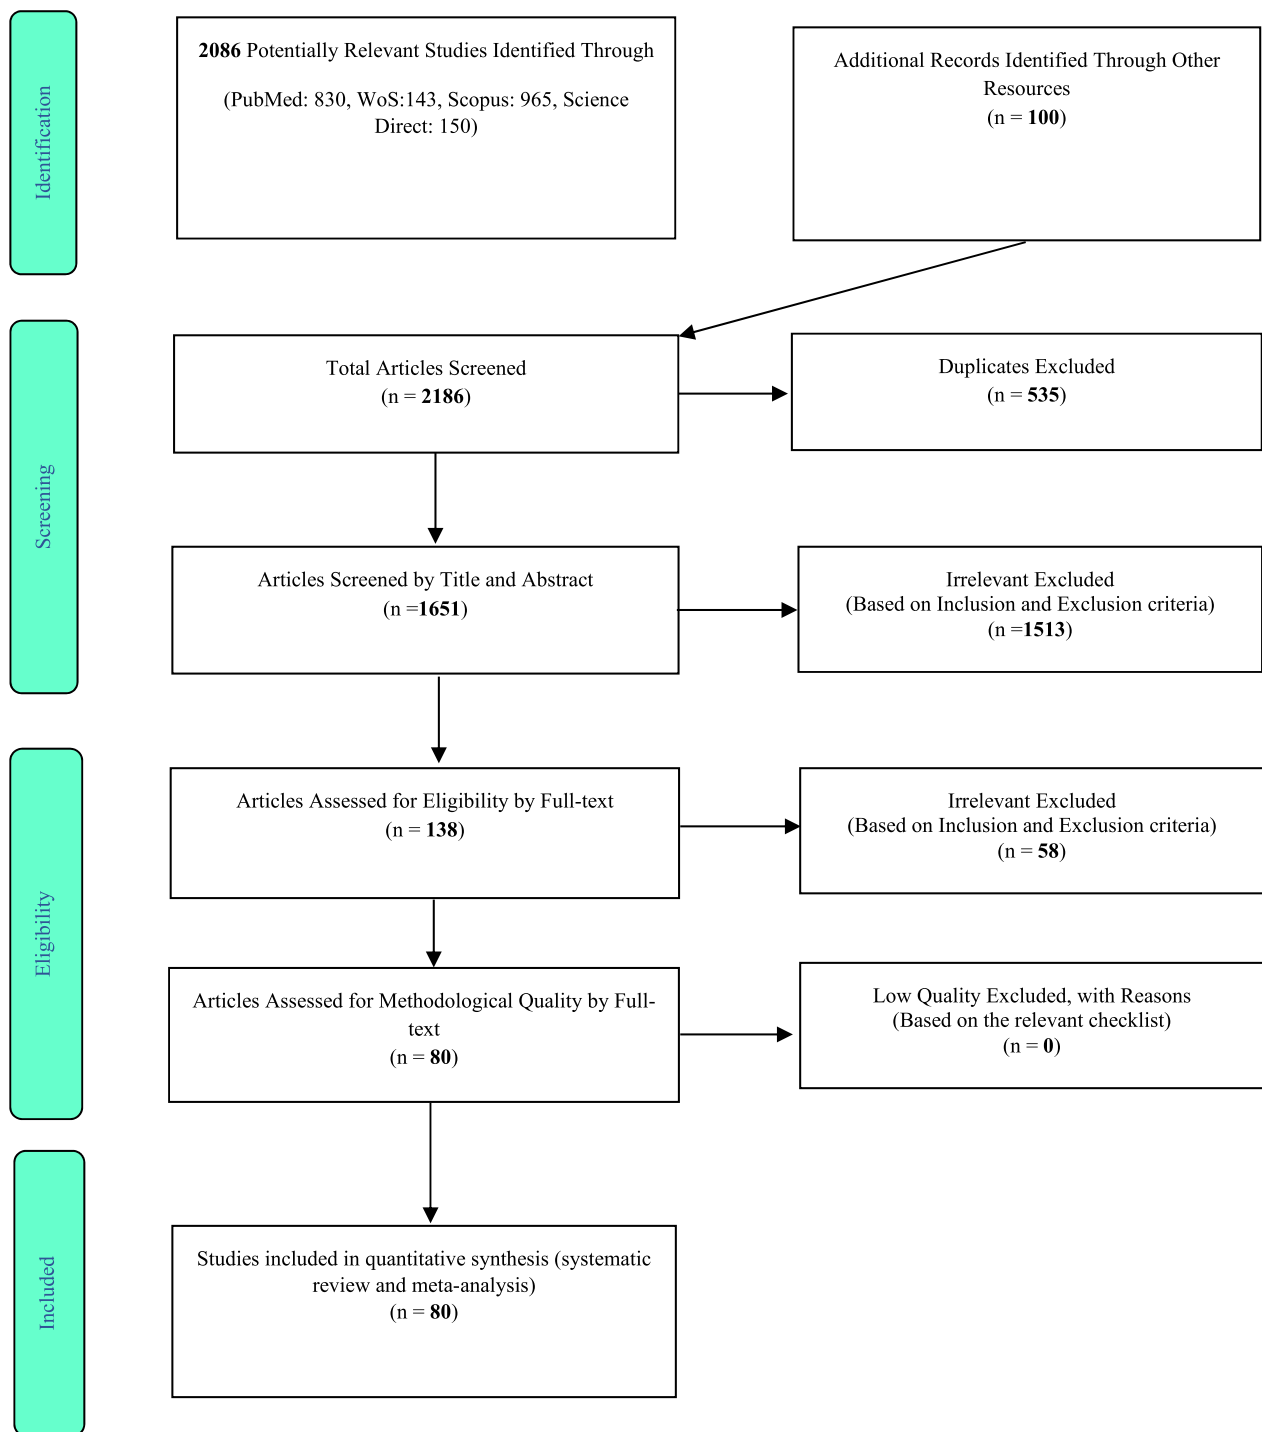 Identification
2086 Potentially Relevant Studies Identified Through
(PubMed: 830, WoS:143, Scopus: 965, Science
Direct: 150)
Additional Records Identified Through Other
Resources
(n = 100)
Screening
Total Articles Screened
(n = 2186)
Duplicates Excluded
(n = 535)
Articles Screened by Title and Abstract
(n =1651)
Irrelevant Excluded
(Based on Inclusion and Exclusion criteria)
(n =1513)
Eligibility
Articles Assessed for Eligibility by Full-text
(n = 138)
Irrelevant Excluded
(Based on Inclusion and Exclusion criteria)
(n = 58)
Articles Assessed for Methodological Quality by Full-
text
(n = 80)
Low Quality Excluded, with Reasons
(Based on the relevant checklist)
(n = 0)
Included
Studies included in quantitative synthesis (systematic
review and meta-analysis)
(n = 80)